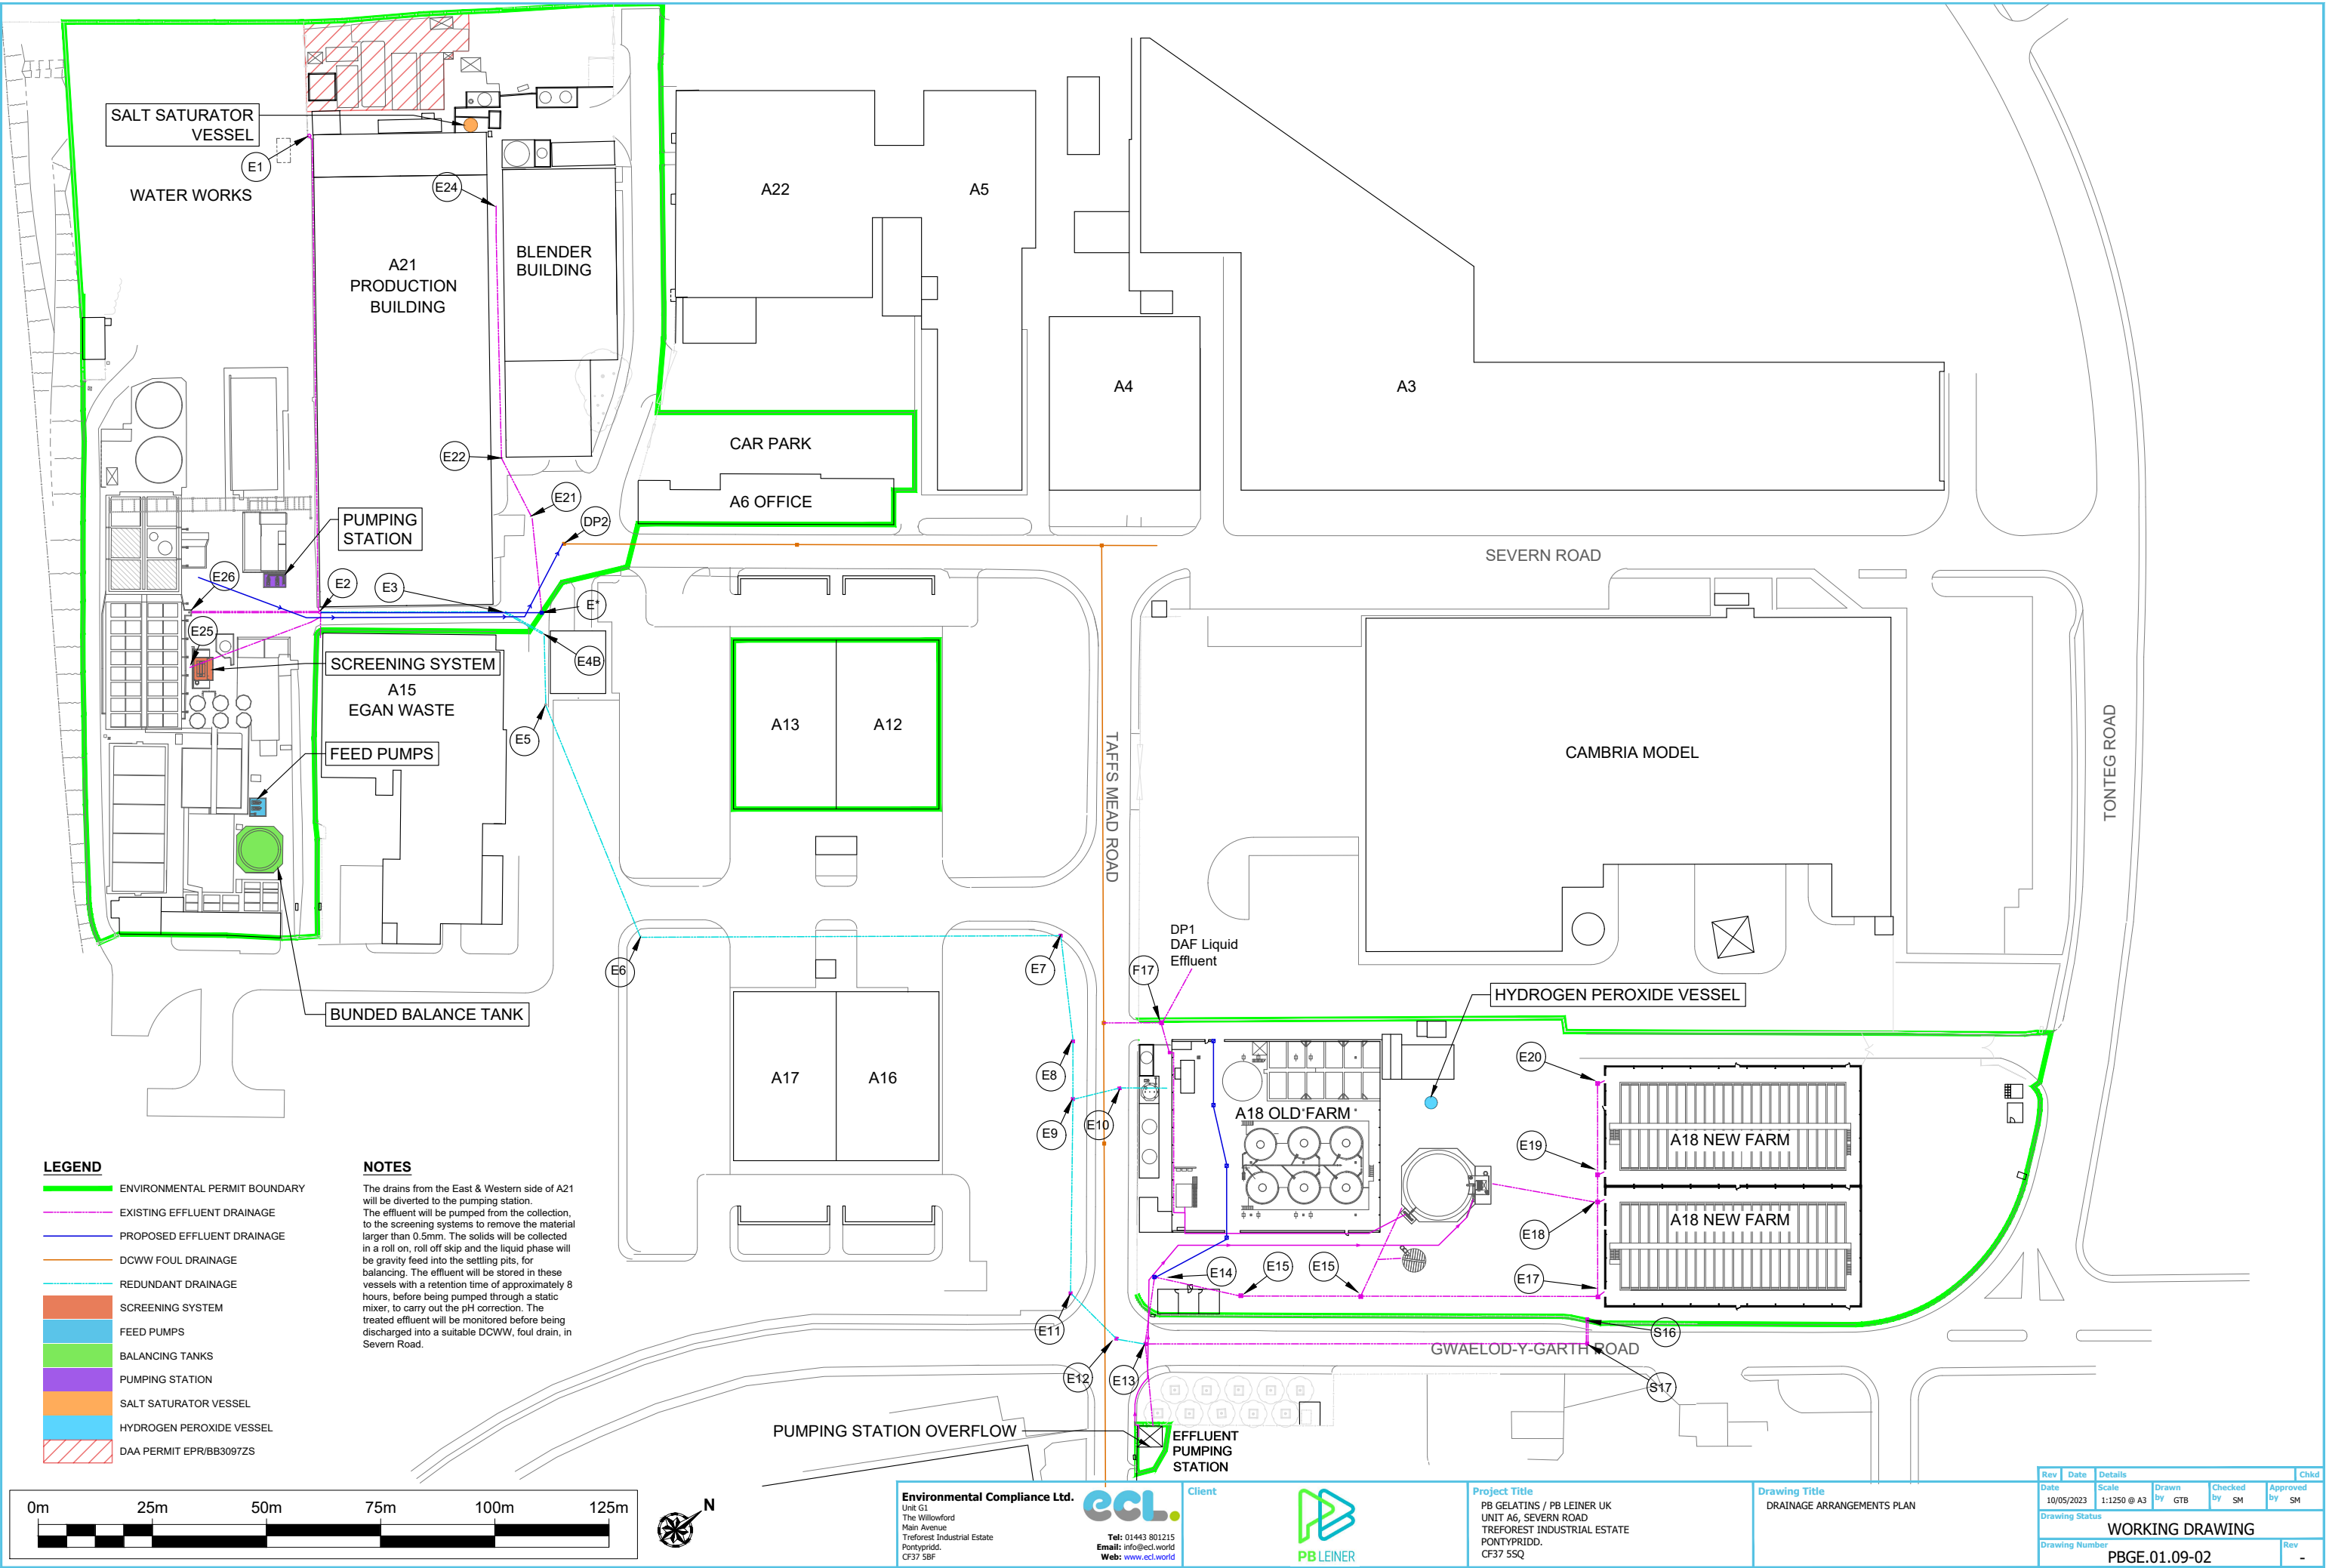 SALT SATURATOR
VESSEL
E1
WATER WORKS
E24
A21
PRODUCTION
BUILDING
BLENDER
BUILDING
A22
A5
A4
A3
CAR PARK
A6 OFFICE
E22
E21
DP2
PUMPING
STATION
SEVERN ROAD
E26
E2
E3
E*
E25
E4B
SCREENING SYSTEM
A15
EGAN WASTE
E5
FEED PUMPS
A13
A12
TAFFS MEAD ROAD
CAMBRIA MODEL
TONTEG ROAD
E6
E7
F17
DP1
DAF Liquid
Effluent
BUNDED BALANCE TANK
HYDROGEN PEROXIDE VESSEL
A17
A16
E8
E9
E10
A18 OLD FARM
E20
E19
E18
E17
A18 NEW FARM
A18 NEW FARM
E14
E15
E15
E11
E12
E13
S16
S17
GWAELOD-Y-GARTH ROAD
PUMPING STATION OVERFLOW
EFFLUENT
PUMPING
STATION
LEGEND
ENVIRONMENTAL PERMIT BOUNDARY
EXISTING EFFLUENT DRAINAGE
PROPOSED EFFLUENT DRAINAGE
DCWW FOUL DRAINAGE
REDUNDANT DRAINAGE
SCREENING SYSTEM
FEED PUMPS
BALANCING TANKS
PUMPING STATION
SALT SATURATOR VESSEL
HYDROGEN PEROXIDE VESSEL
DAA PERMIT EPR/BB3097ZS
NOTES
The drains from the East & Western side of A21
will be diverted to the pumping station.
The effluent will be pumped from the collection,
to the screening systems to remove the material
larger than 0.5mm. The solids will be collected
in a roll on, roll off skip and the liquid phase will
be gravity feed into the settling pits, for
balancing. The effluent will be stored in these
vessels with a retention time of approximately 8
hours, before being pumped through a static
mixer, to carry out the pH correction. The
treated effluent will be monitored before being
discharged into a suitable DCWW, foul drain, in
Severn Road.
0m 25m 50m 75m 100m 125m
N
Environmental Compliance Ltd.
Unit G1
The Willowford
Main Avenue
Treforest Industrial Estate
Pontypridd.
CF37 5BF
ecl.
Tel: 01443 801215
Email: info@ecl.world
Web: www.ecl.world
Client
PB LEINER
Project Title
PB GELATINS / PB LEINER UK
UNIT A6, SEVERN ROAD
TREFOREST INDUSTRIAL ESTATE
PONTYPRIDD.
CF37 5SQ
Drawing Title
DRAINAGE ARRANGEMENTS PLAN
Rev Date Details Chkd
Date Scale Drawn by Checked by Approved by
10/05/2023 1:1250 @ A3 GTB SM SM
Drawing Status
WORKING DRAWING
Drawing Number Rev
PBGE.01.09-02 -